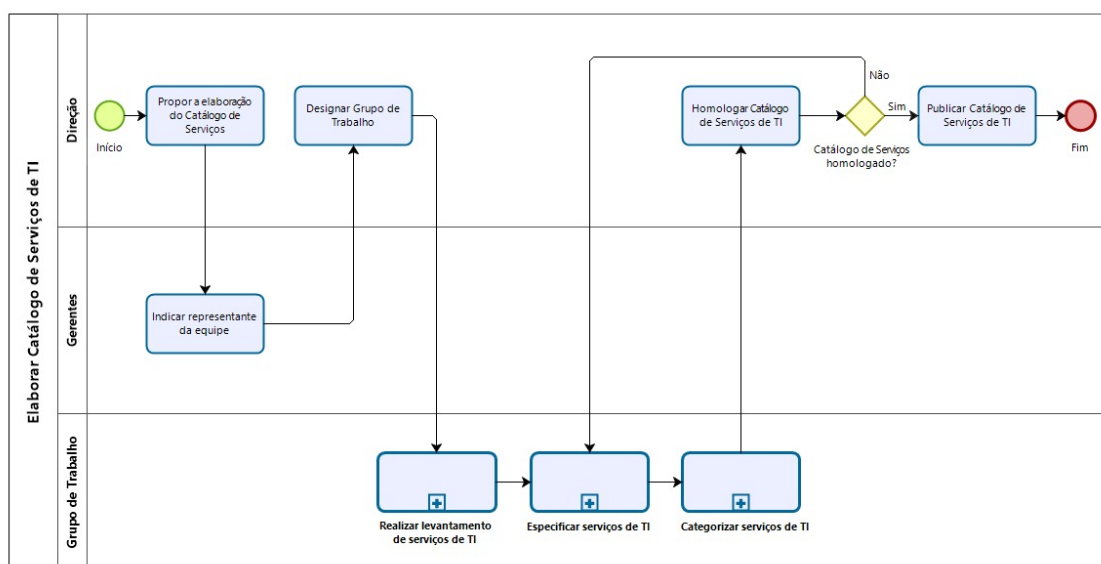 Elaborar Catálogo de Serviços de TI
Direção
Início
Propor a elaboração
do Catálogo de
Serviços
Designar Grupo de
Trabalho
Homologar Catálogo
de Serviços de TI
Não
Sim
Catálogo de Serviços
homologado?
Publicar Catálogo de
Serviços de TI
Fim
Gerentes
Indicar representante
da equipe
Grupo de Trabalho
Realizar levantamento
de serviços de TI
Especificar serviços de TI
Categorizar serviços de TI